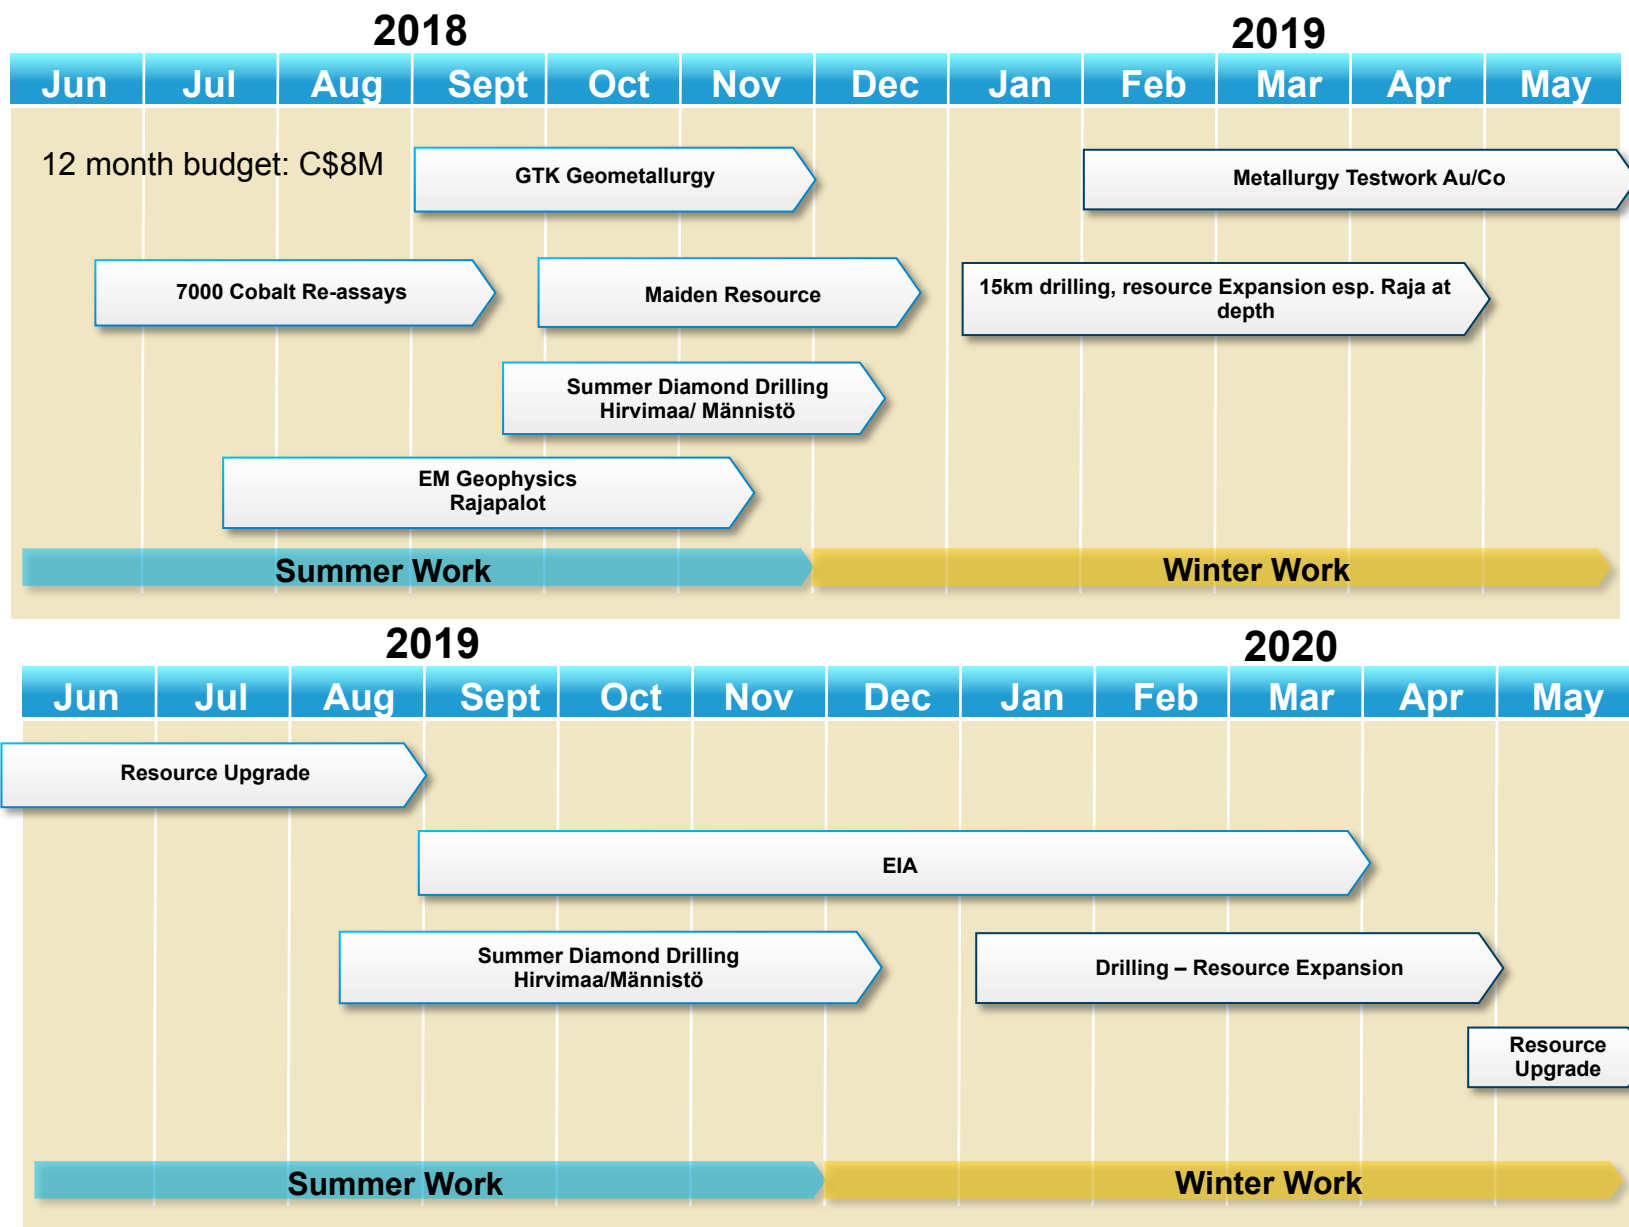 2018
2019
Jun Jul Aug Sept Oct Nov Dec Jan Feb Mar Apr May
12 month budget: C$8M
GTK Geometallurgy
Metallurgy Testwork Au/Co
7000 Cobalt Re-assays
Maiden Resource
15km drilling, resource Expansion esp. Raja at
depth
Summer Diamond Drilling
Hirvimaa/ Männistö
EM Geophysics
Rajapalot
Summer Work
Winter Work
2019
2020
Jun Jul Aug Sept Oct Nov Dec Jan Feb Mar Apr May
Resource Upgrade
EIA
Summer Diamond Drilling
Hirvimaa/Männistö
Drilling – Resource Expansion
Resource
Upgrade
Summer Work
Winter Work